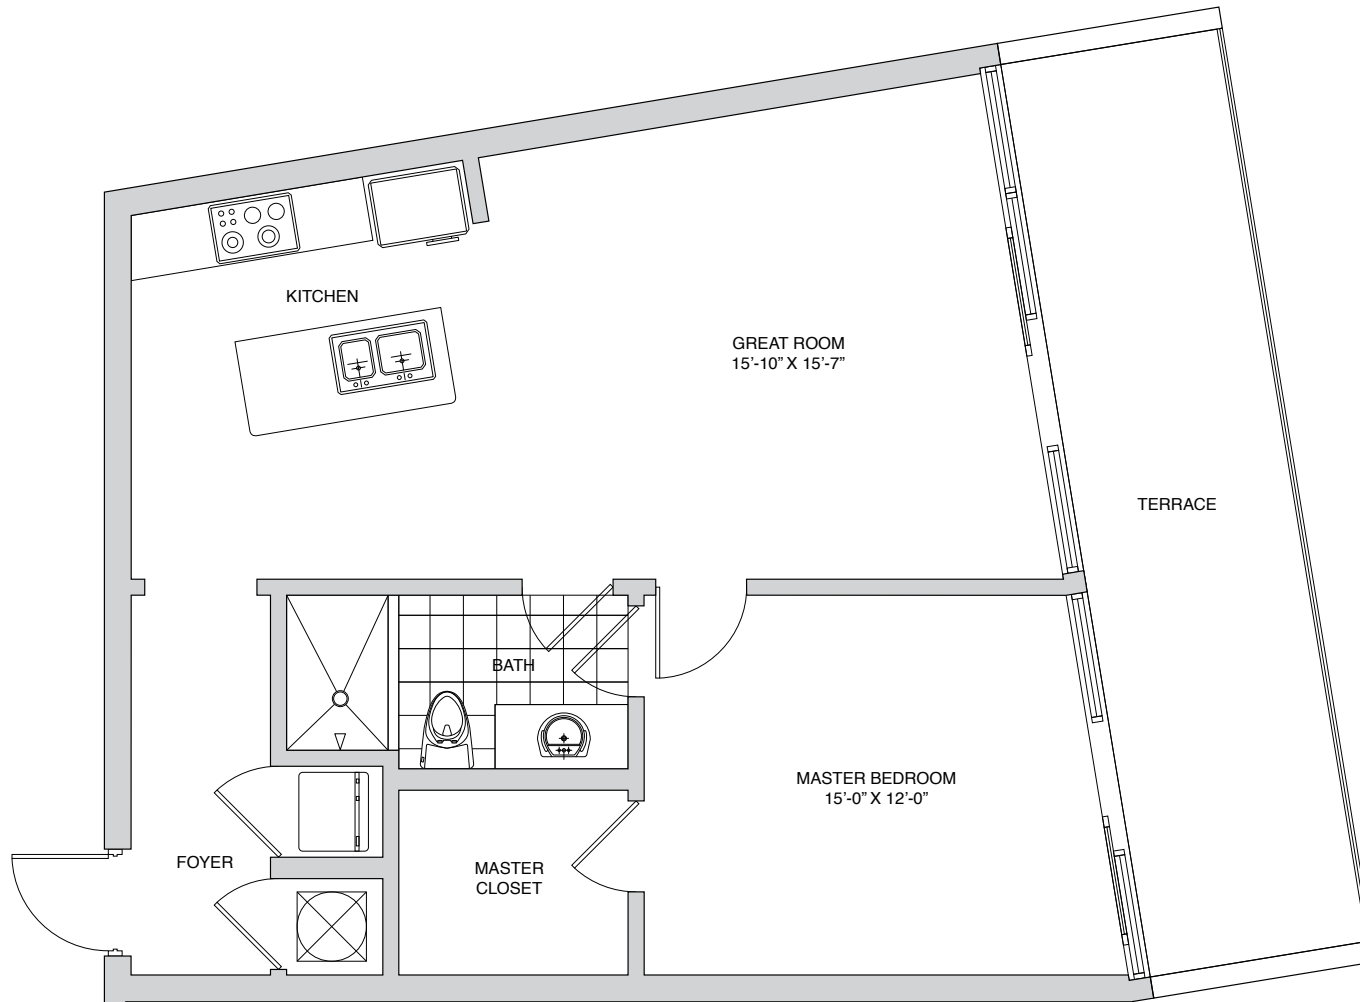 KITCHEN
GREAT ROOM
15’-10” X 15’-7”
TERRACE
BATH
MASTER BEDROOM
15’-0” X 12’-0”
FOYER
MASTER
CLOSET